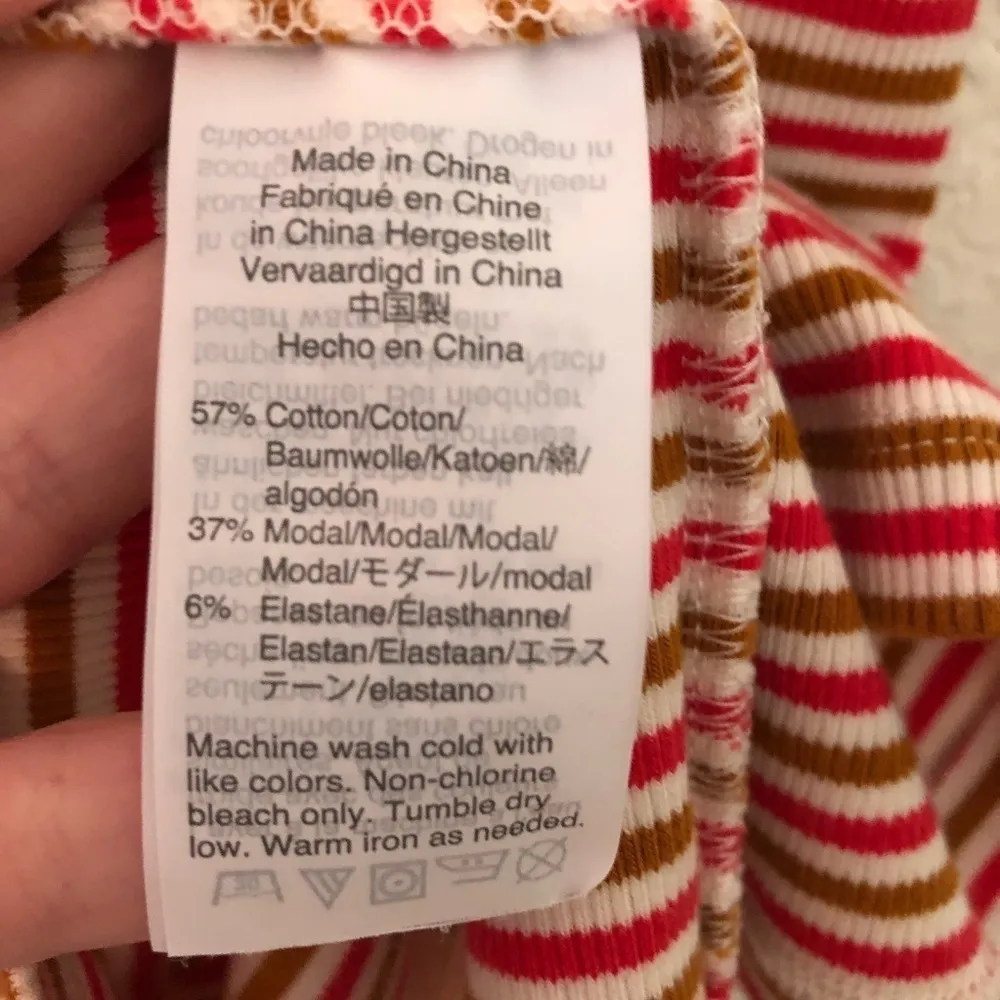 Made in China
Fabriqué en Chine
in China Hergestellt
Vervaardigd in China
中国製
Hecho en China
57% Cotton/Coton/
Baumwolle/Katoen/綿/
algodón
37% Modal/Modal/Modal/
Modal/モダール/modal
6% Elastane/Élasthanne/
Elastan/Elastaan/エラス
テーン/elastano
Machine wash cold with
like colors. Non-chlorine
bleach only. Tumble dry
low. Warm iron as needed.
30